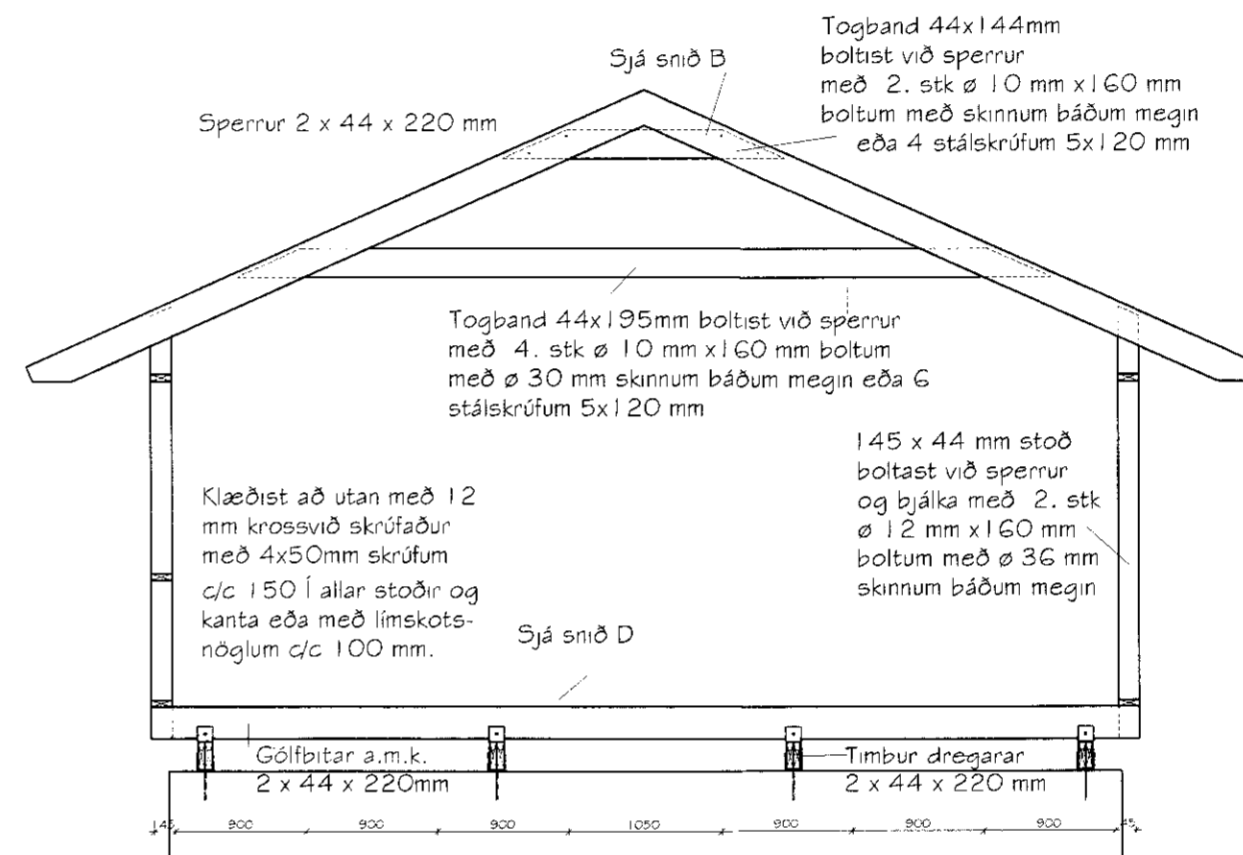 Togband 44x144mm
boltist við sperrur
með 2. stk ø 10 mm x160 mm
boltum með skinnum báðum megin
eða 4 stálskrúfum 5x120 mm
Sjá snið B
Sperrur 2 x 44 x 220 mm
Togband 44x195mm boltist við sperrur
með 4. stk ø 10 mm x160 mm boltum
með ø 30 mm skinnum báðum megin eða 6
stálskrúfum 5x120 mm
145 x 44 mm stoð
boltast við sperrur
og bjálka með 2. stk
ø 12 mm x160 mm
boltum með ø 36 mm
skinnum báðum megin
Klæðist að utan með 12
mm krossvið skrúfaður
með 4x50mm skrúfum
c/c 150 Í allar stoðir og
kanta eða með límskots-
nöglum c/c 100 mm.
Sjá snið D
Gólfbitar a.m.k.
2 x 44 x 220mm
Timbur dregarar
2 x 44 x 220 mm
145 900 900 900 1050 900 900 900